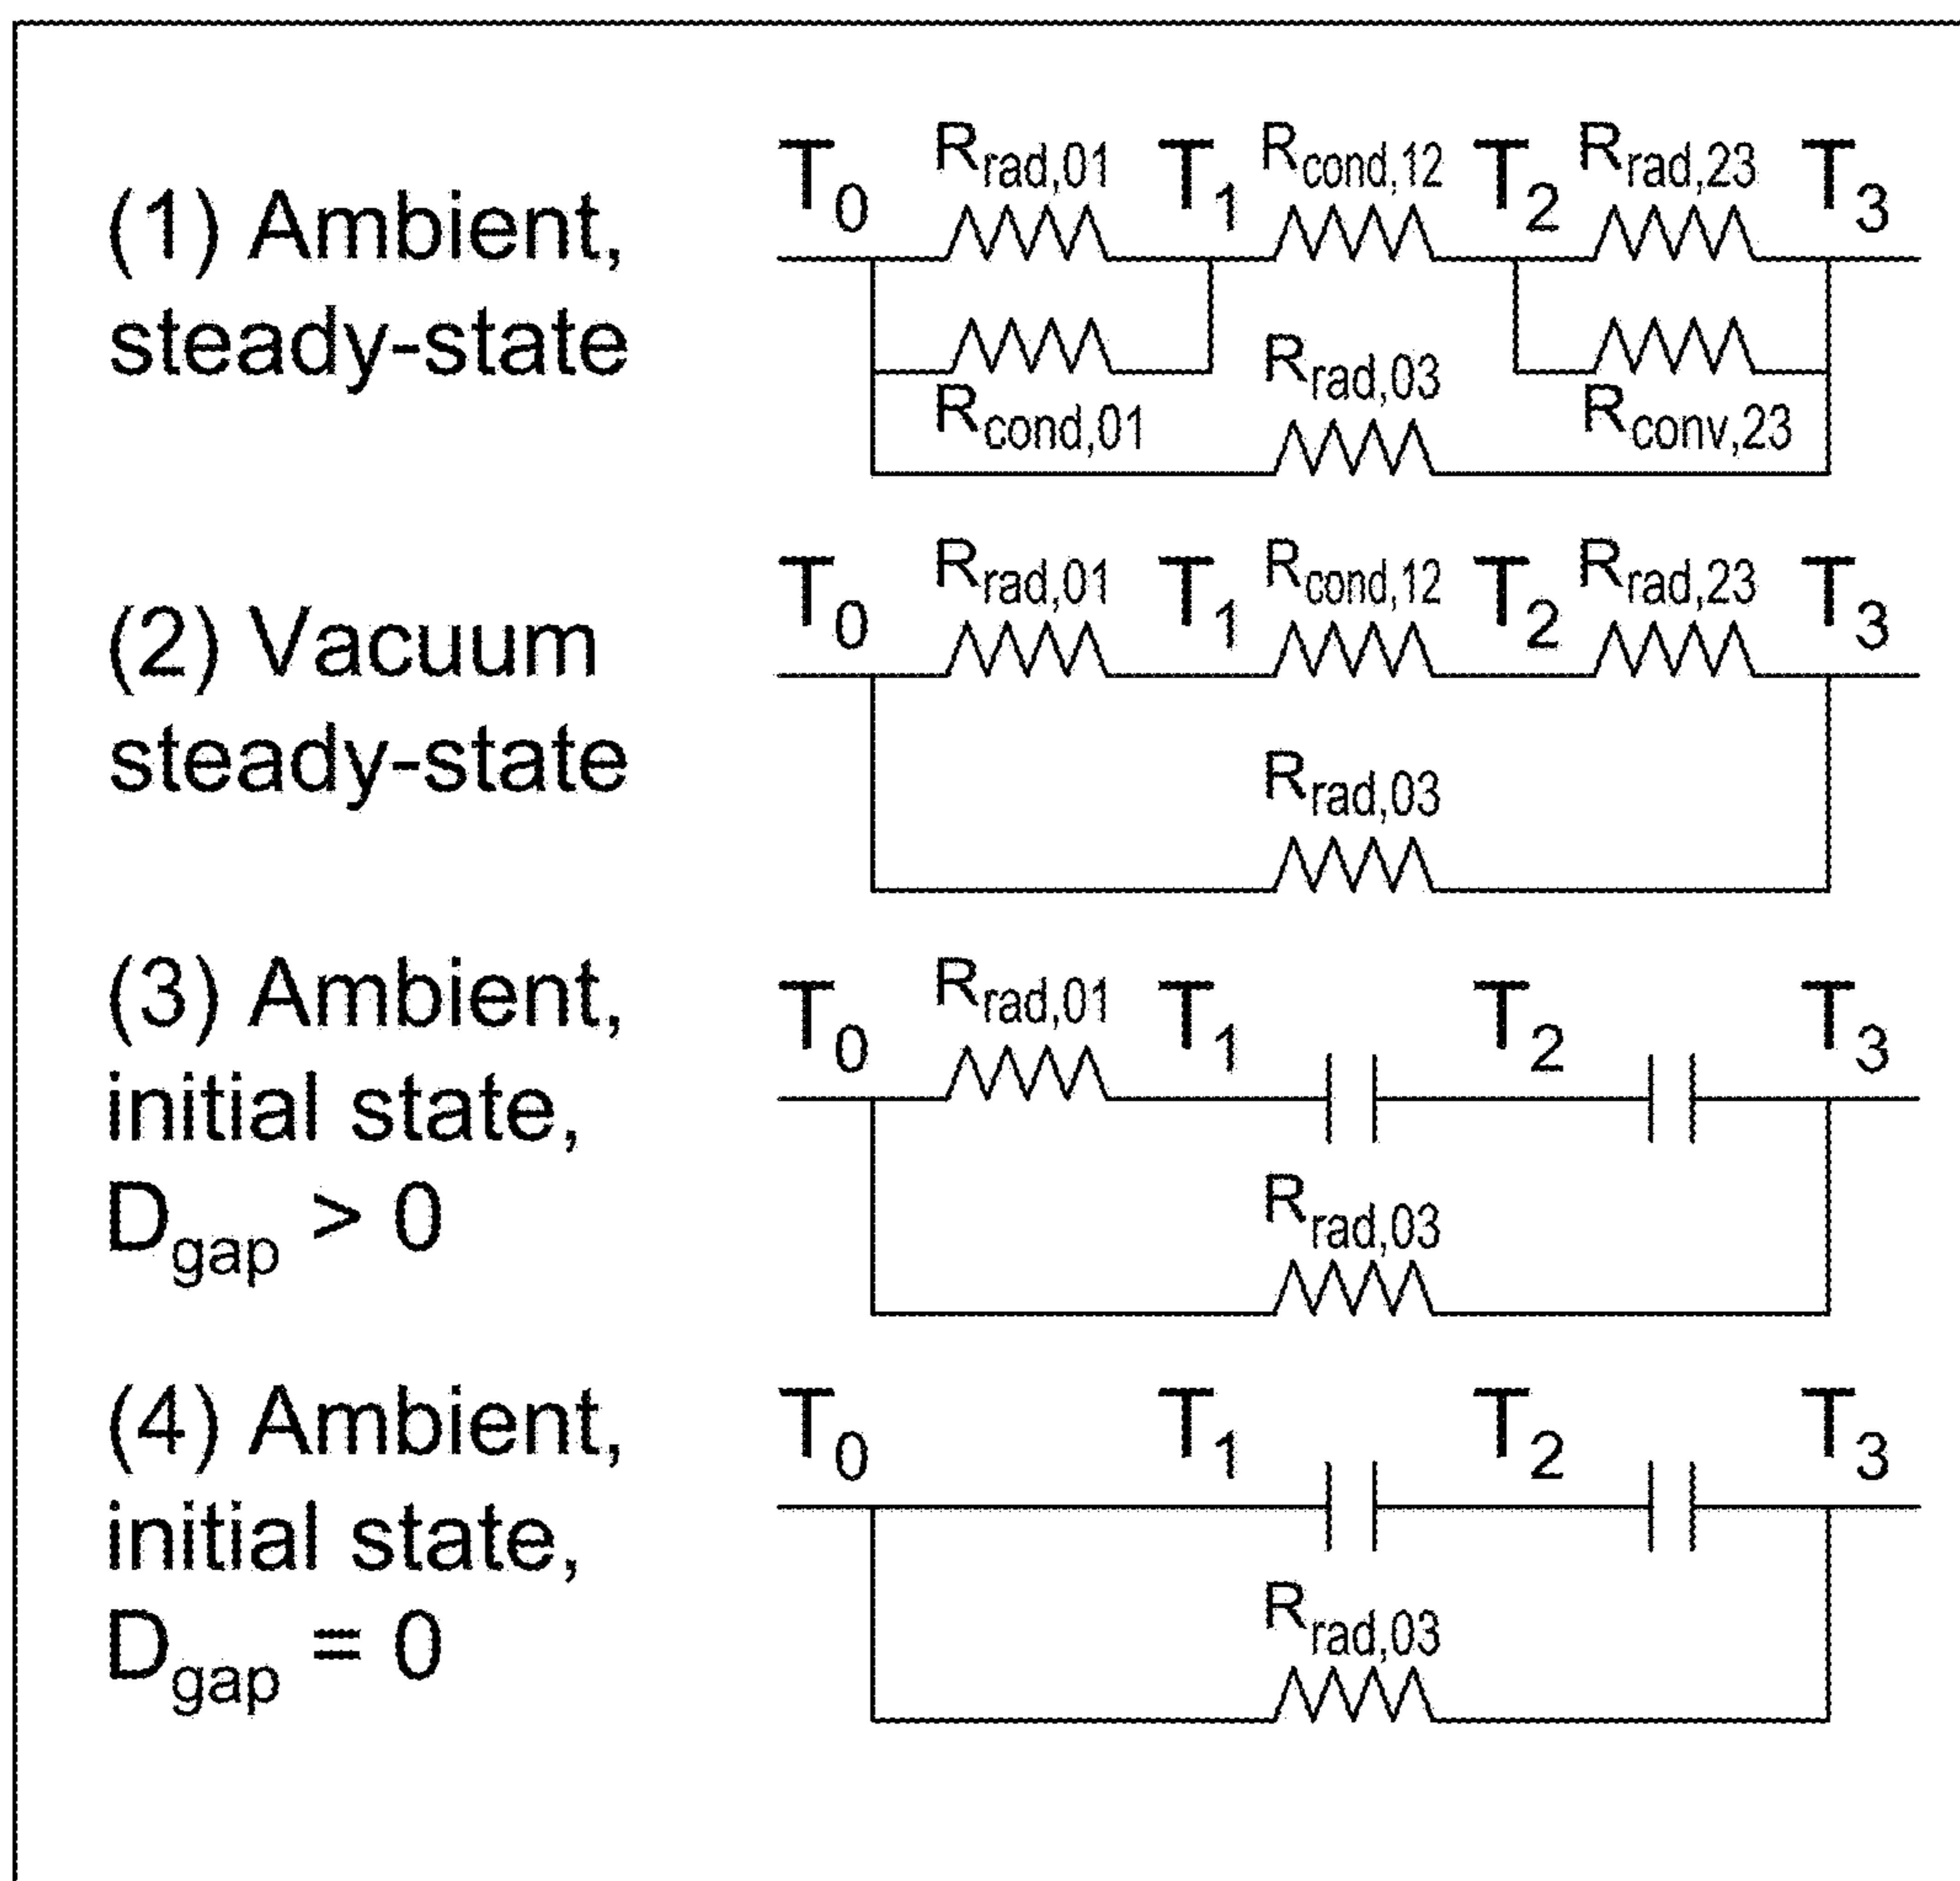 (1) Ambient,
steady-state
T0 Rrad,01 T1 Rcond,12 T2 Rrad,23 T3
Rcond,01 Rrad,03 Rconv,23
(2) Vacuum
steady-state
T0 Rrad,01 T1 Rcond,12 T2 Rrad,23 T3
Rrad,03
(3) Ambient,
initial state,
Dgap > 0
T0 Rrad,01 T1 T2 T3
Rrad,03
(4) Ambient,
initial state,
Dgap = 0
T0 T1 T2 T3
Rrad,03